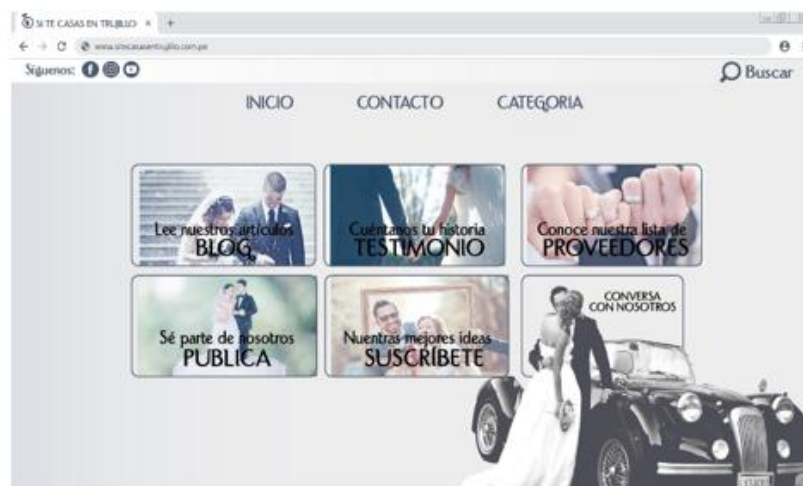 SI TE CASAS EN TRUJILLO
www.sitecasasentrujillo.com.pe
Síguenos:
Buscar
INICIO CONTACTO CATEGORIA
Lee nuestros artículos
BLOG
Cuéntanos tu historia
TESTIMONIO
Conoce nuestra lista de
PROVEEDORES
Sé parte de nosotros
PUBLICA
Nuentras mejores ideas
SUSCRÍBETE
CONVERSA
CON NOSOTROS